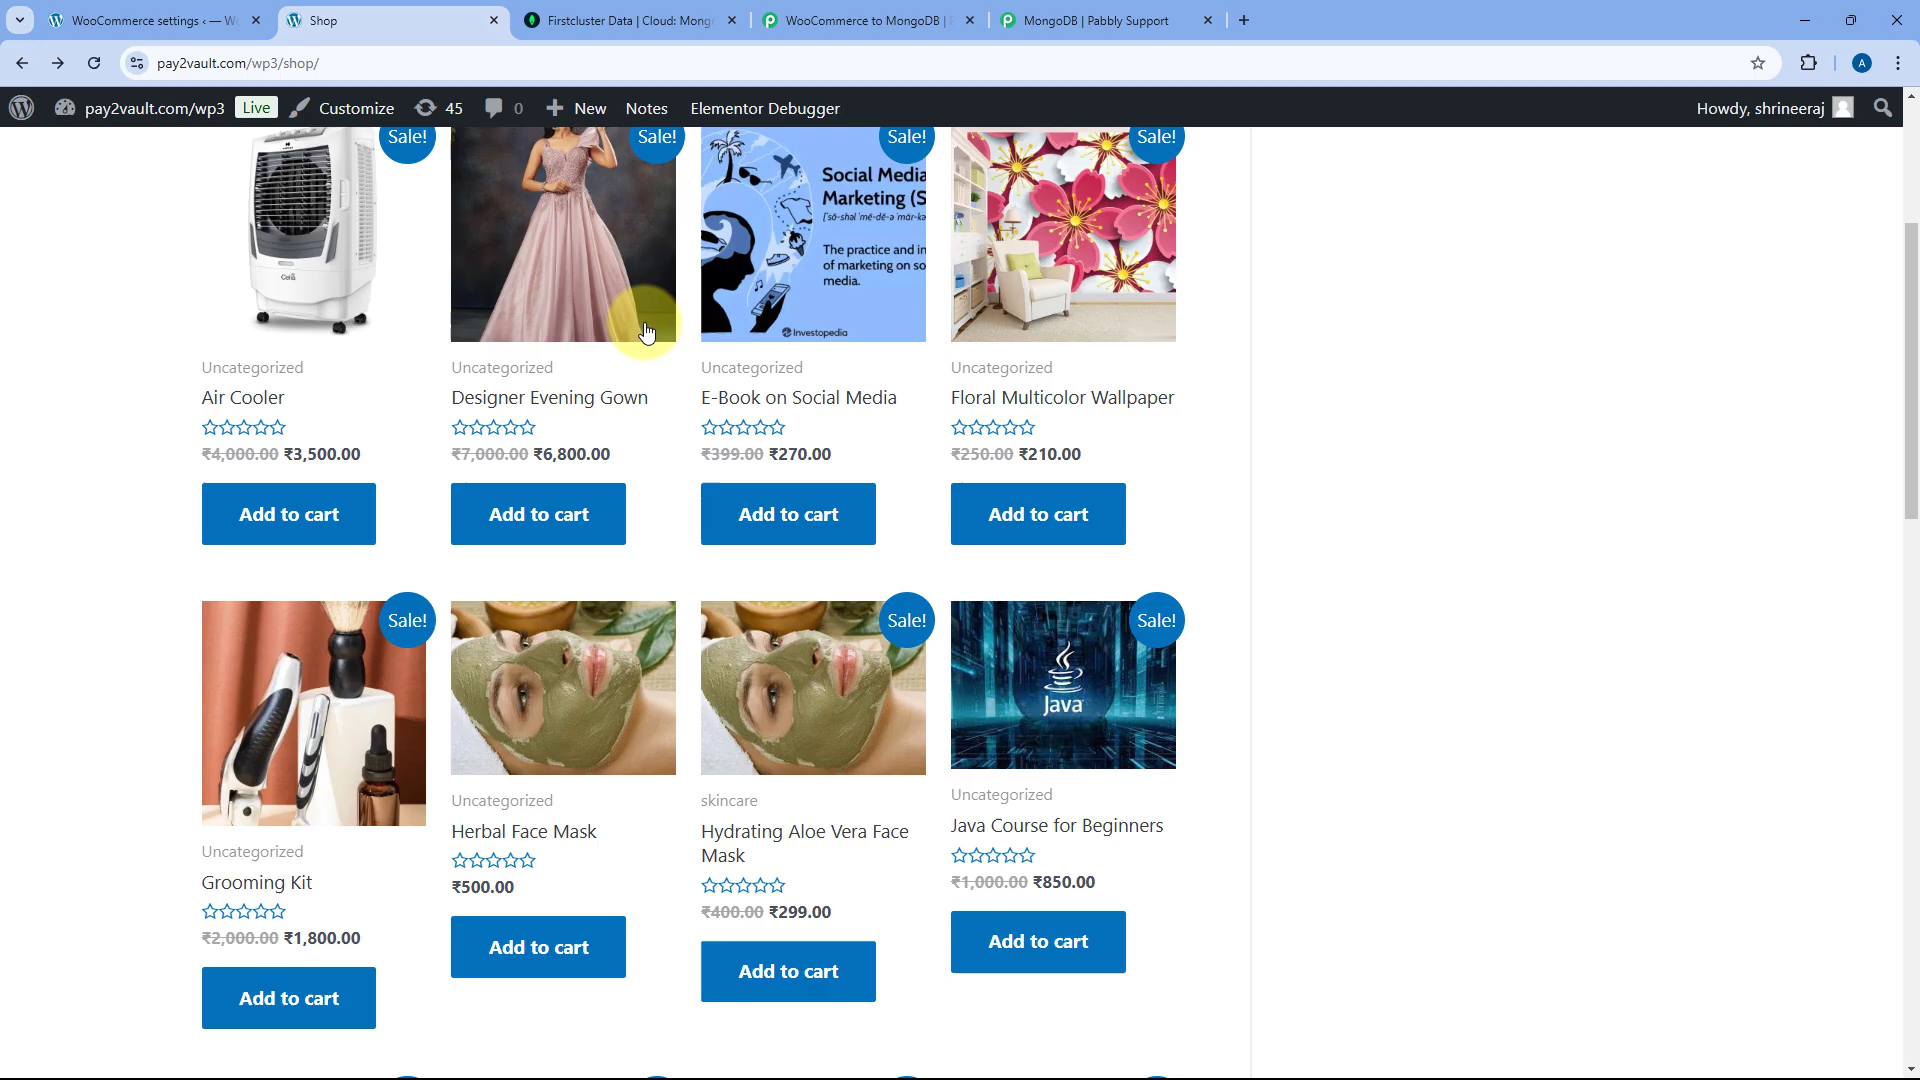 WooCommerce settings ‹ — W
Shop
Firstcluster Data | Cloud: Mong
WooCommerce to MongoDB |
MongoDB | Pabbly Support
pay2vault.com/wp3/shop/
A
pay2vault.com/wp3
Live
Customize
45
0
New
Notes
Elementor Debugger
Howdy, shrineeraj
Sale!
Sale!
Sale!
Sale!
Social Media
Marketing (S
The practice and in
of marketing on so
media.
Investopedia
Uncategorized
Uncategorized
Uncategorized
Uncategorized
Air Cooler
Designer Evening Gown
E-Book on Social Media
Floral Multicolor Wallpaper
₹4,000.00 ₹3,500.00
₹7,000.00 ₹6,800.00
₹399.00 ₹270.00
₹250.00 ₹210.00
Add to cart
Add to cart
Add to cart
Add to cart
Sale!
Sale!
Sale!
Java
Uncategorized
Grooming Kit
₹2,000.00 ₹1,800.00
Add to cart
Uncategorized
Herbal Face Mask
₹500.00
Add to cart
skincare
Hydrating Aloe Vera Face
Mask
₹400.00 ₹299.00
Add to cart
Uncategorized
Java Course for Beginners
₹1,000.00 ₹850.00
Add to cart